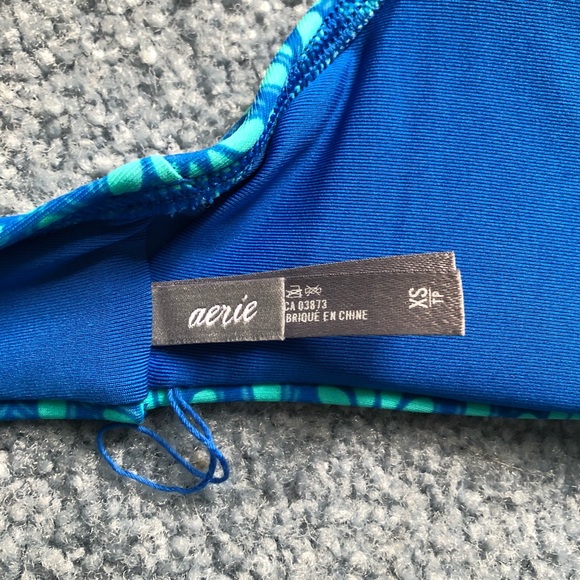 aerie
CA 03873
BRIQUÉ EN CHINE
XS
TP